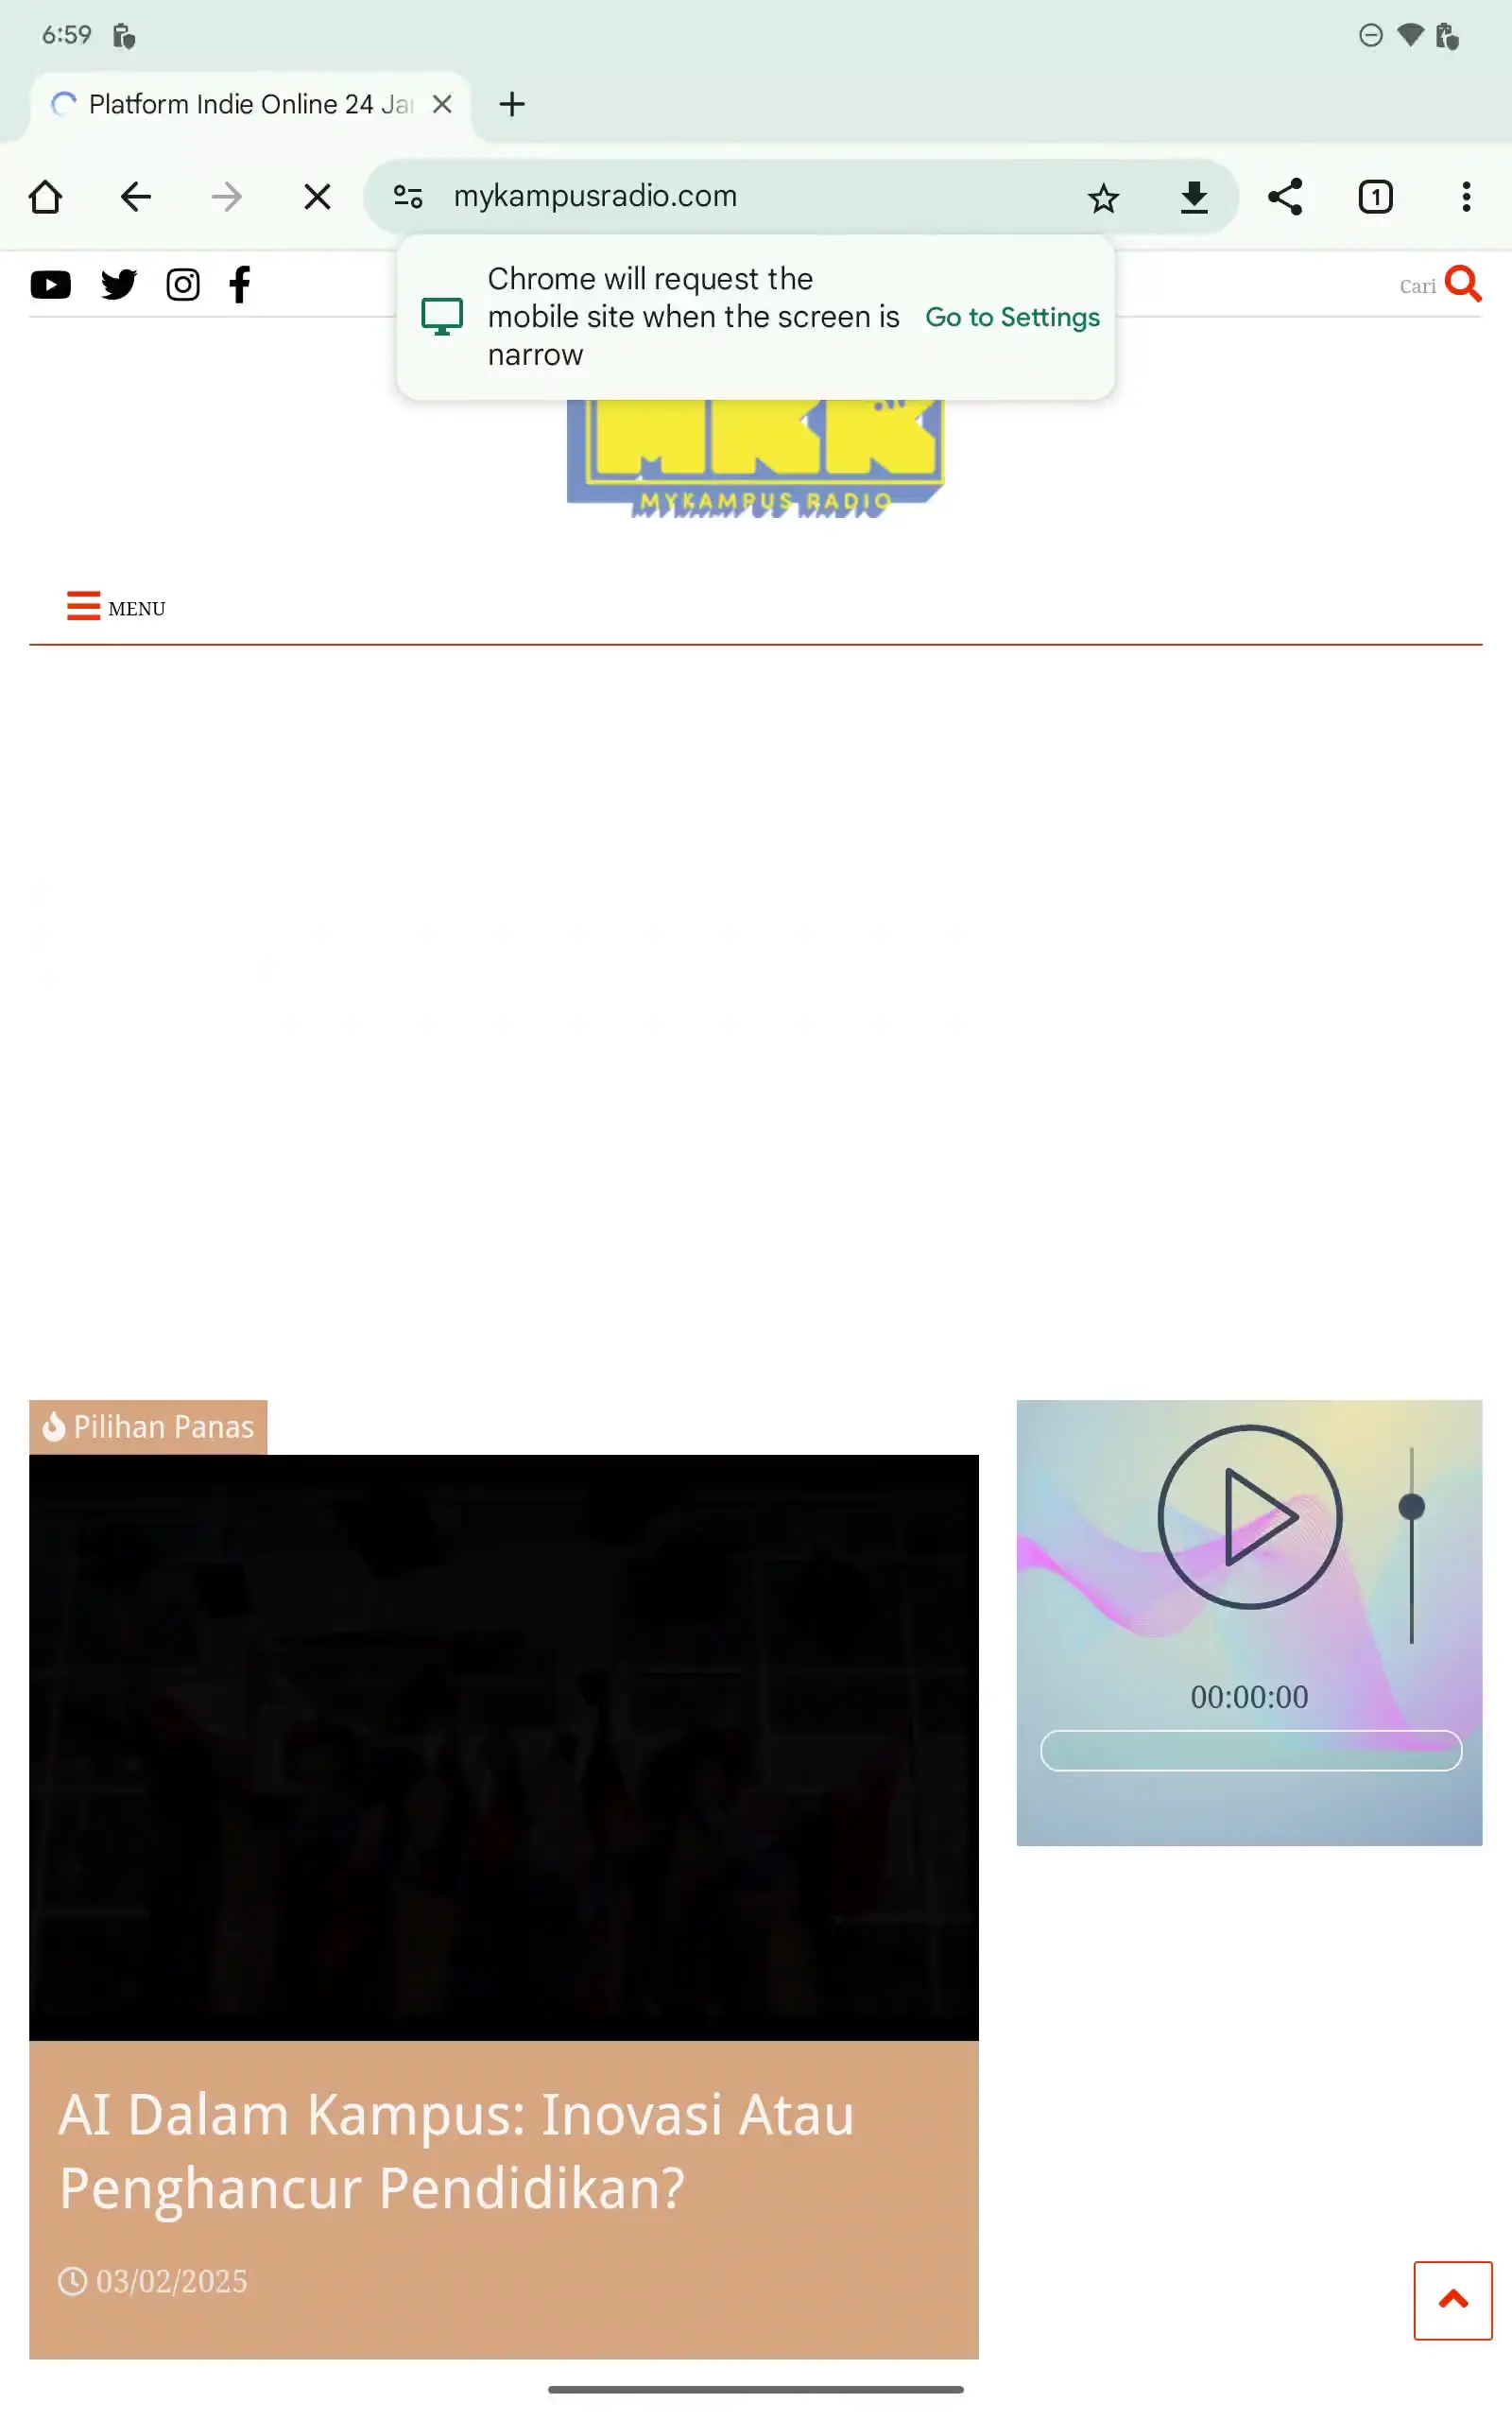 6:59
Platform Indie Online 24 Ja
mykampusradio.com
1
Chrome will request the
mobile site when the screen is
narrow
Go to Settings
Cari
MYKAMPUS RADIO
MENU
Pilihan Panas
00:00:00
AI Dalam Kampus: Inovasi Atau
Penghancur Pendidikan?
03/02/2025